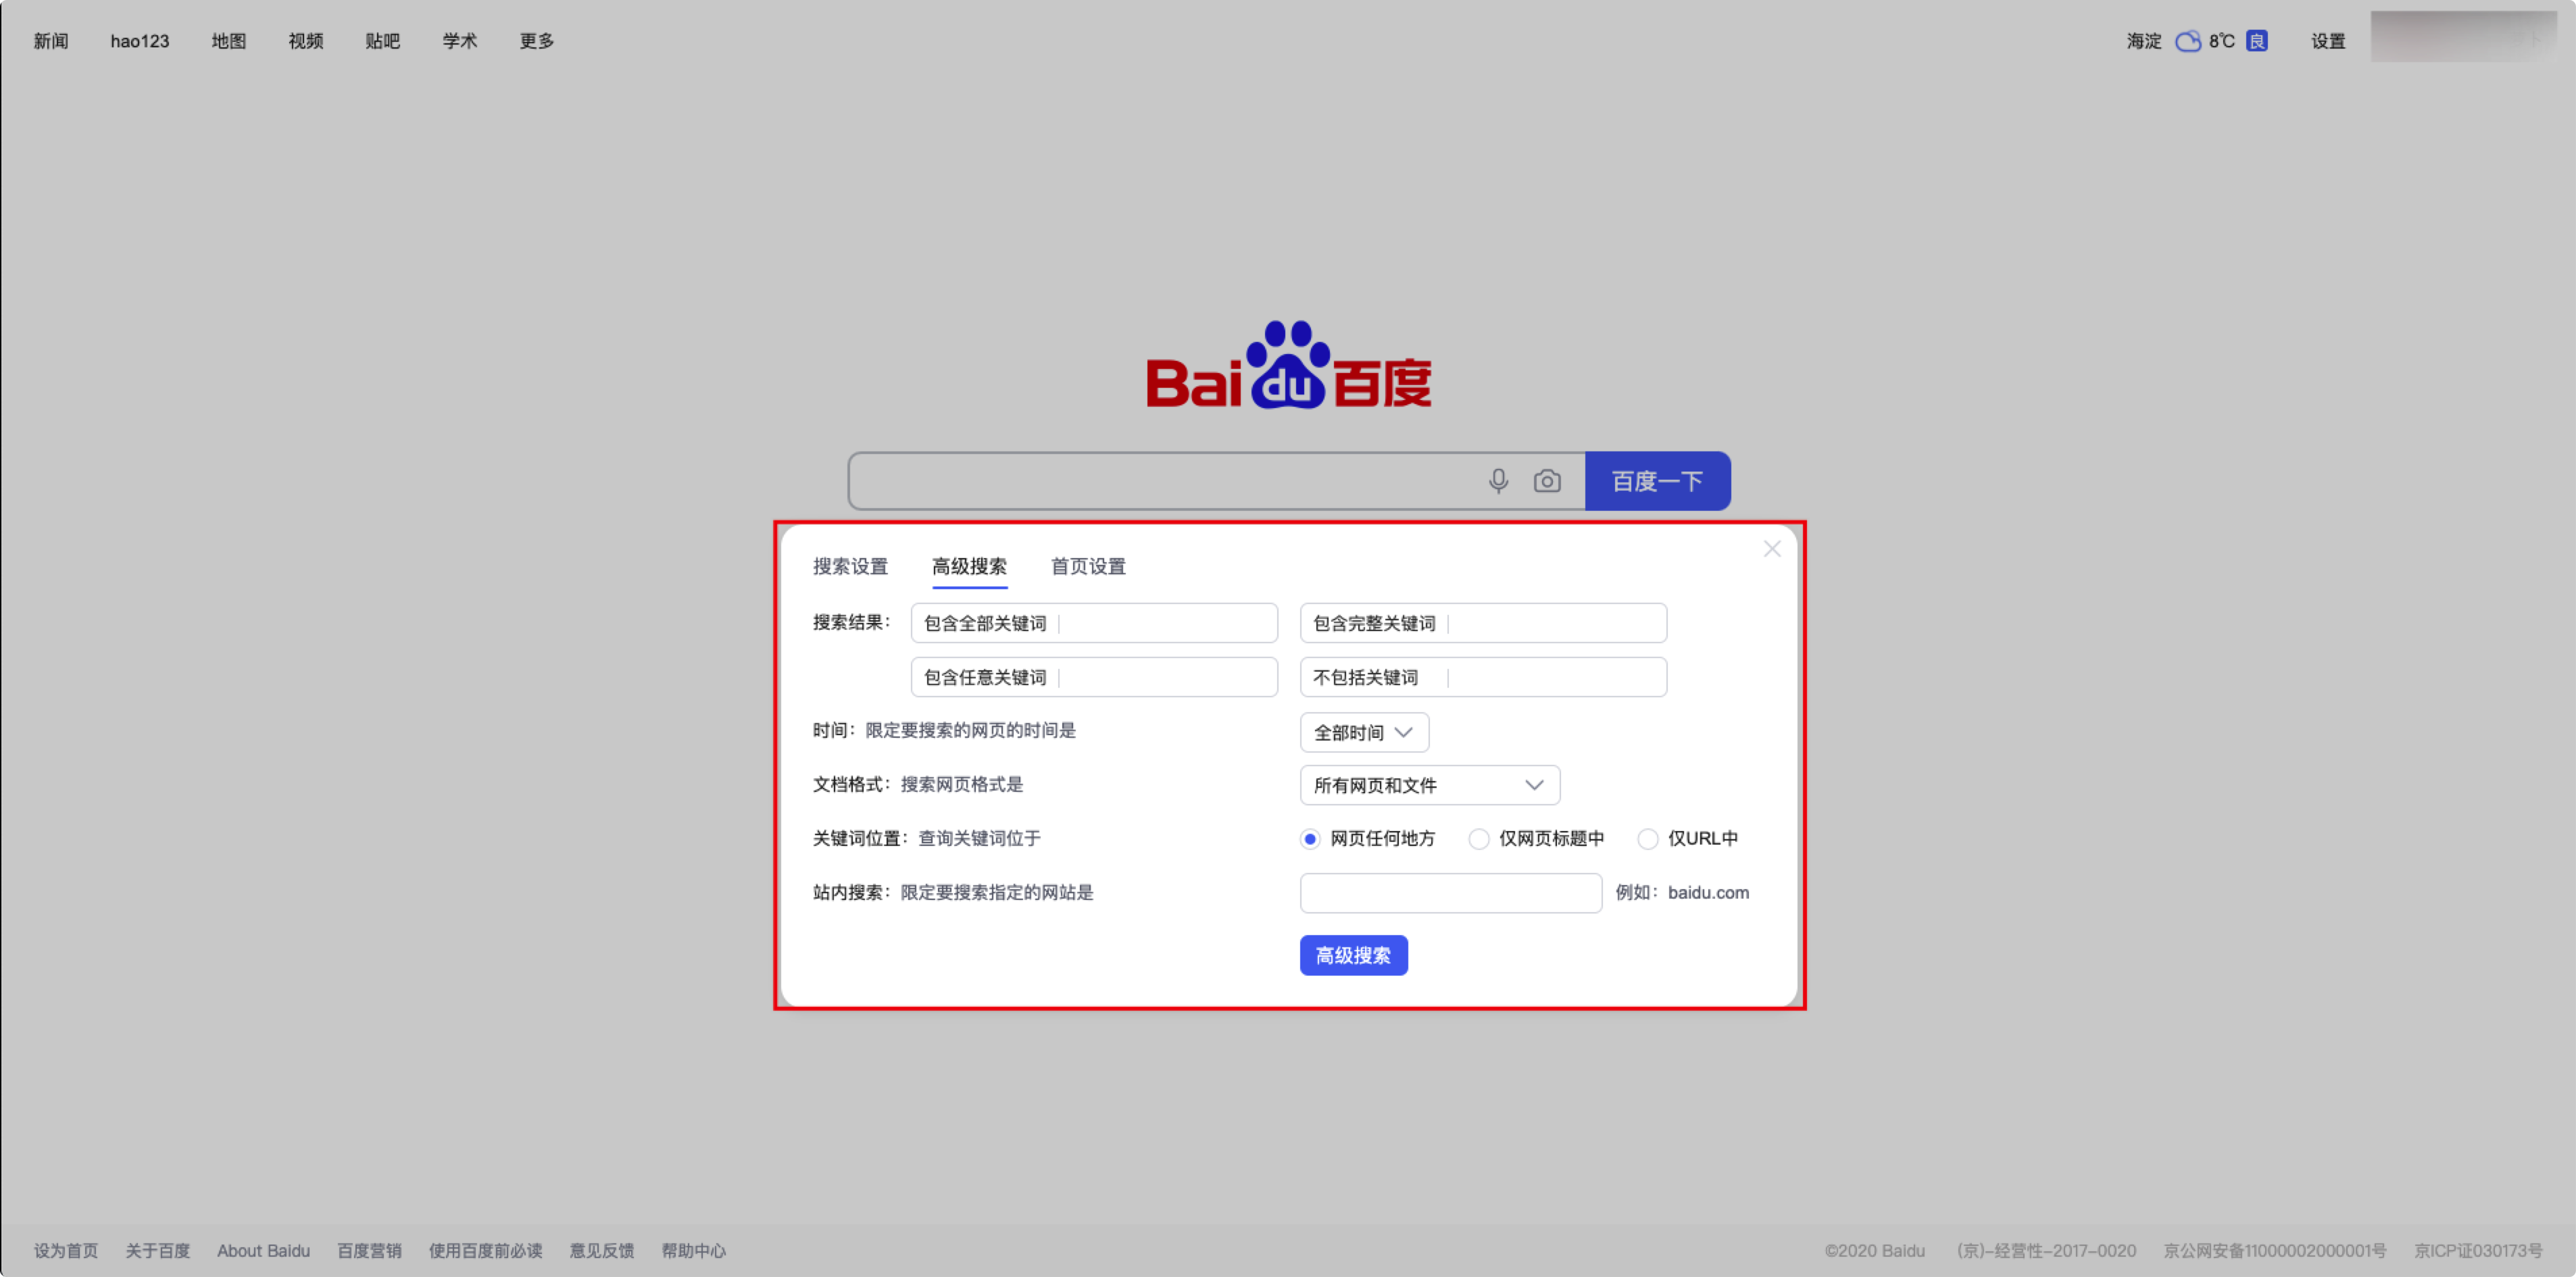 新闻 hao123 地图 视频 贴吧 学术 更多 海淀 8℃ 良 设置
Bai du 百度
百度一下
搜索设置 高级搜索 首页设置
搜索结果： 包含全部关键词 包含完整关键词
包含任意关键词 不包括关键词
时间：限定要搜索的网页的时间是 全部时间
文档格式：搜索网页格式是 所有网页和文件
关键词位置：查询关键词位于 网页任何地方 仅网页标题中 仅URL中
站内搜索：限定要搜索指定的网站是 例如：baidu.com
高级搜索
设为首页 关于百度 About Baidu 百度营销 使用百度前必读 意见反馈 帮助中心 ©2020 Baidu (京)-经营性-2017-0020 京公网安备11000002000001号 京ICP证030173号